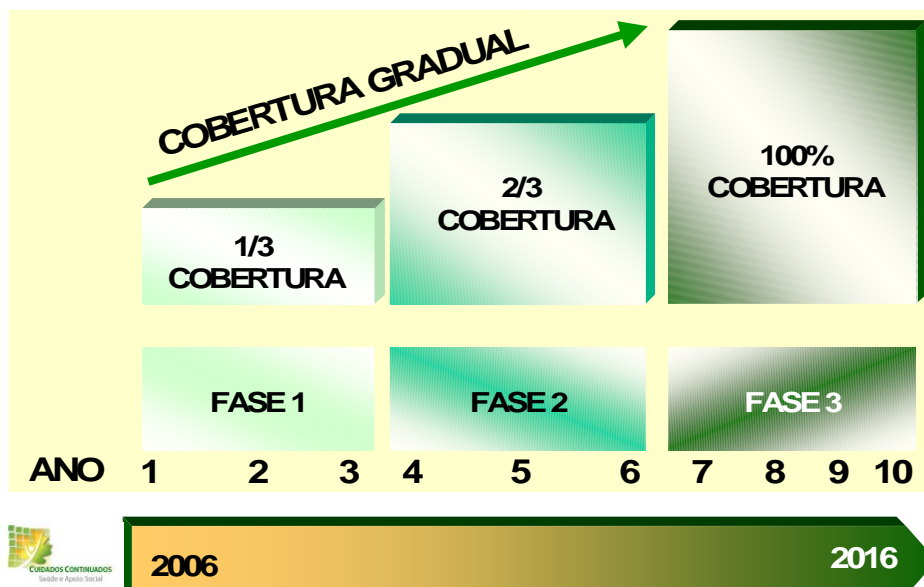 COBERTURA GRADUAL
1/3
COBERTURA
2/3
COBERTURA
100%
COBERTURA
FASE 1
FASE 2
FASE 3
ANO 1 2 3 4 5 6 7 8 9 10
CUIDADOS CONTINUADOS
Saúde e Apoio Social
2006
2016